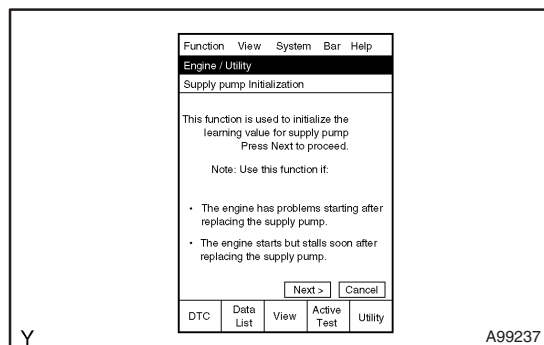 Function View System Bar Help
Engine / Utility
Supply pump Initialization
This function is used to initialize the
learning value for supply pump
Press Next to proceed.
Note: Use this function if:
• The engine has problems starting after
replacing the supply pump.
• The engine starts but stalls soon after
replacing the supply pump.
Next > Cancel
DTC Data List View Active Test Utility
Y A99237